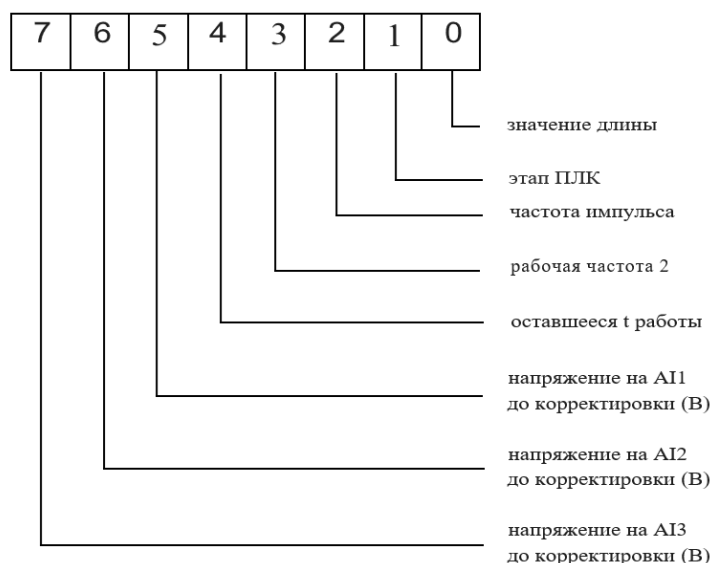 7 6 5 4 3 2 1 0
значение длины
этап ПЛК
частота импульса
рабочая частота 2
оставшееся t работы
напряжение на AI1
до корректировки (В)
напряжение на AI2
до корректировки (В)
напряжение на AI3
до корректировки (В)